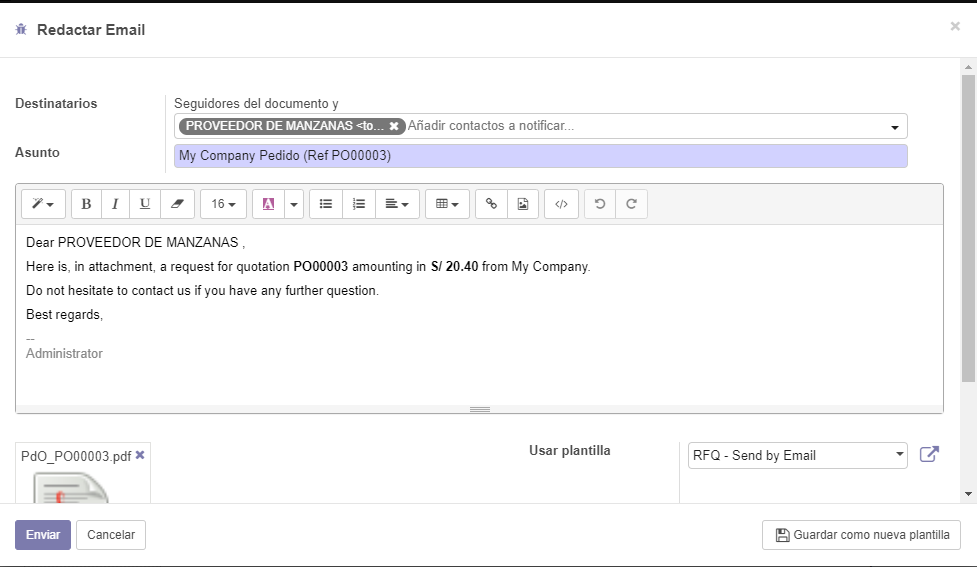 Redactar Email
Destinatarios
Seguidores del documento y
PROVEEDOR DE MANZANAS <to... ✖ Añadir contactos a notificar...
Asunto
My Company Pedido (Ref PO00003)
B I U 16 A </>
Dear PROVEEDOR DE MANZANAS ,
Here is, in attachment, a request for quotation PO00003 amounting in S/ 20.40 from My Company.
Do not hesitate to contact us if you have any further question.
Best regards,
--
Administrator
PdO_PO00003.pdf ✖
Usar plantilla
RFQ - Send by Email
Enviar
Cancelar
Guardar como nueva plantilla